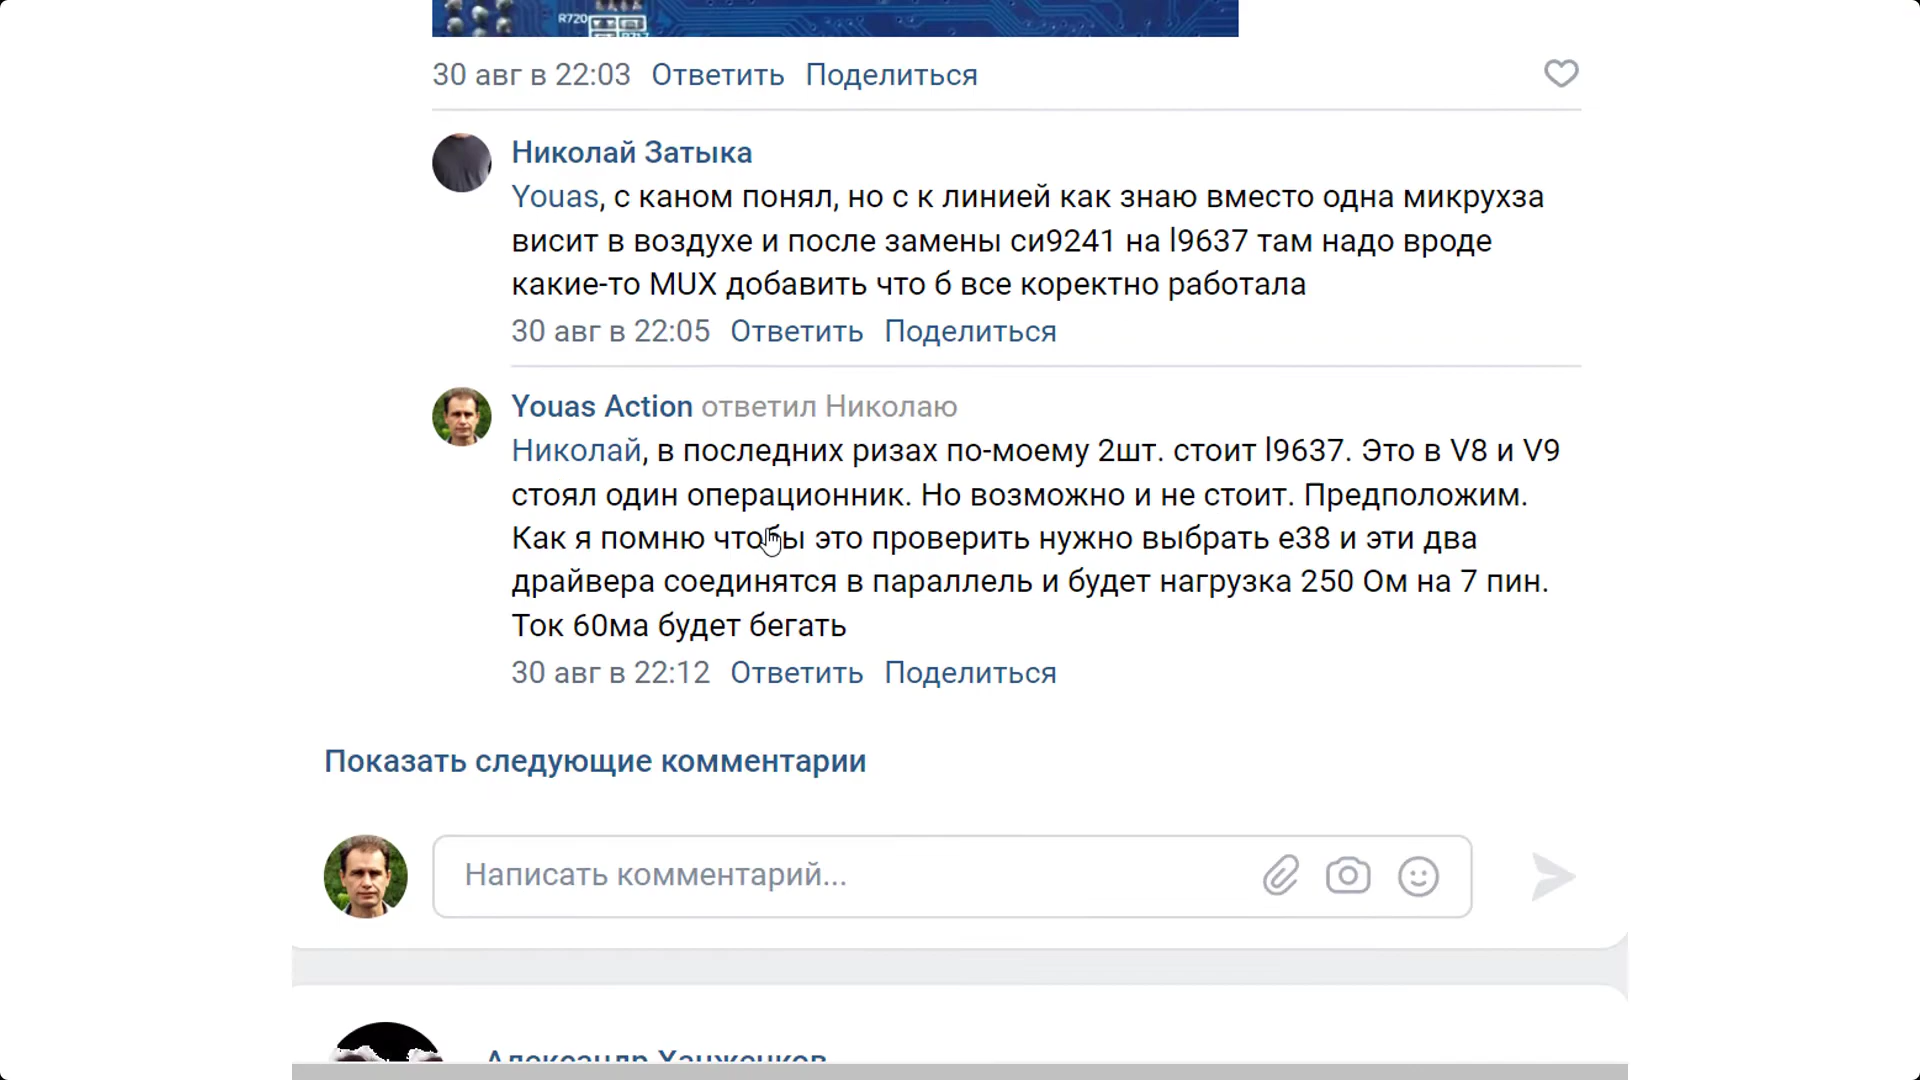 R720
30 авг в 22:03 Ответить Поделиться
Николай Затыка
Youas, с каном понял, но с к линией как знаю вместо одна микрухза
висит в воздухе и после замены си9241 на l9637 там надо вроде
какие-то MUX добавить что б все коректно работала
30 авг в 22:05 Ответить Поделиться
Youas Action ответил Николаю
Николай, в последних ризах по-моему 2шт. стоит l9637. Это в V8 и V9
стоял один операционник. Но возможно и не стоит. Предположим.
Как я помню чтобы это проверить нужно выбрать е38 и эти два
драйвера соединятся в параллель и будет нагрузка 250 Ом на 7 пин.
Ток 60ма будет бегать
30 авг в 22:12 Ответить Поделиться
Показать следующие комментарии
Написать комментарий...
Александр Ханженков